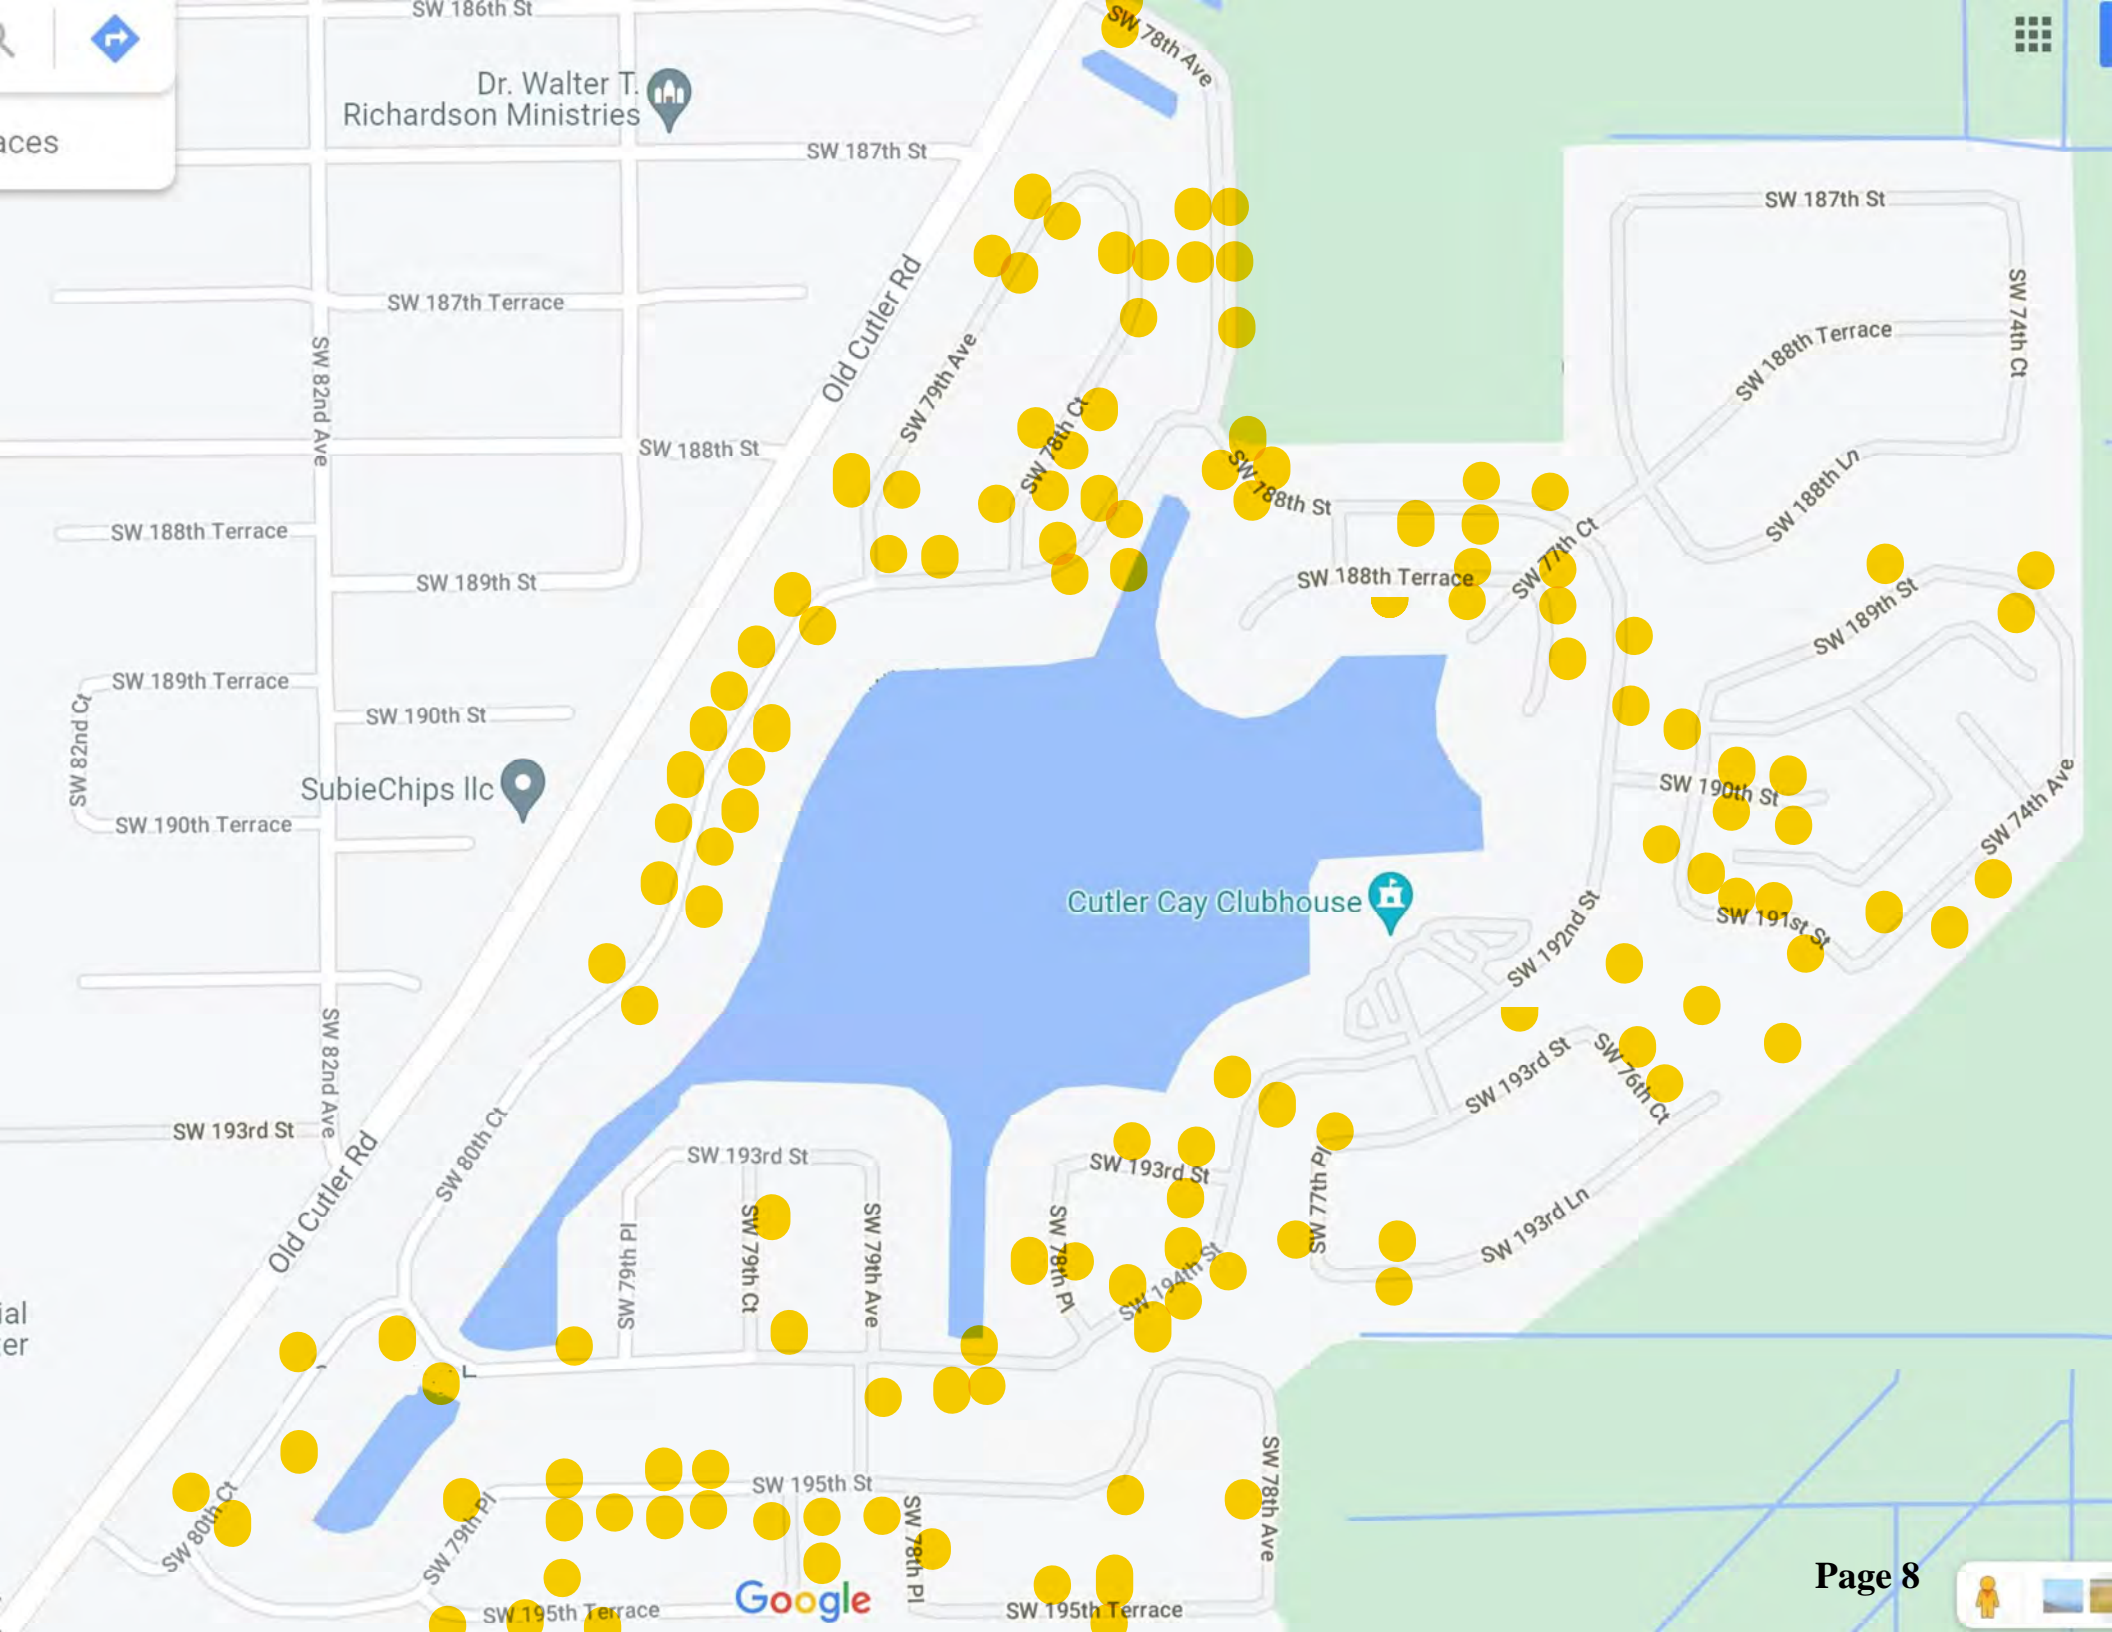 SW 186th St
SW 78th Ave
Dr. Walter T.
Richardson Ministries
aces
SW 187th St
SW 187th St
SW 187th Terrace
Old Cutler Rd
SW 74th Ct
SW 188th Terrace
SW 82nd Ave
SW 79th Ave
SW 78th Ct
SW 188th St
SW 188th St
SW 188th Ln
SW 188th Terrace
SW 77th Ct
SW 189th St
SW 188th Terrace
SW 189th St
SW 189th Terrace
SW 190th St
SW 82nd Ct
SubieChips llc
SW 190th St
SW 74th Ave
SW 190th Terrace
Cutler Cay Clubhouse
SW 191st St
SW 192nd St
SW 82nd Ave
SW 193rd St
SW 76th Ct
SW 193rd St
SW 80th Ct
Old Cutler Rd
SW 193rd St
SW 193rd St
SW 77th Pl
SW 193rd Ln
SW 79th Pl
SW 79th Ct
SW 79th Ave
SW 78th Pl
SW 194th St
ial
er
SW 195th St
SW 78th Ave
SW 80th Ct
SW 79th Pl
SW 78th Pl
Page 8
Google
SW 195th Terrace
SW 195th Terrace